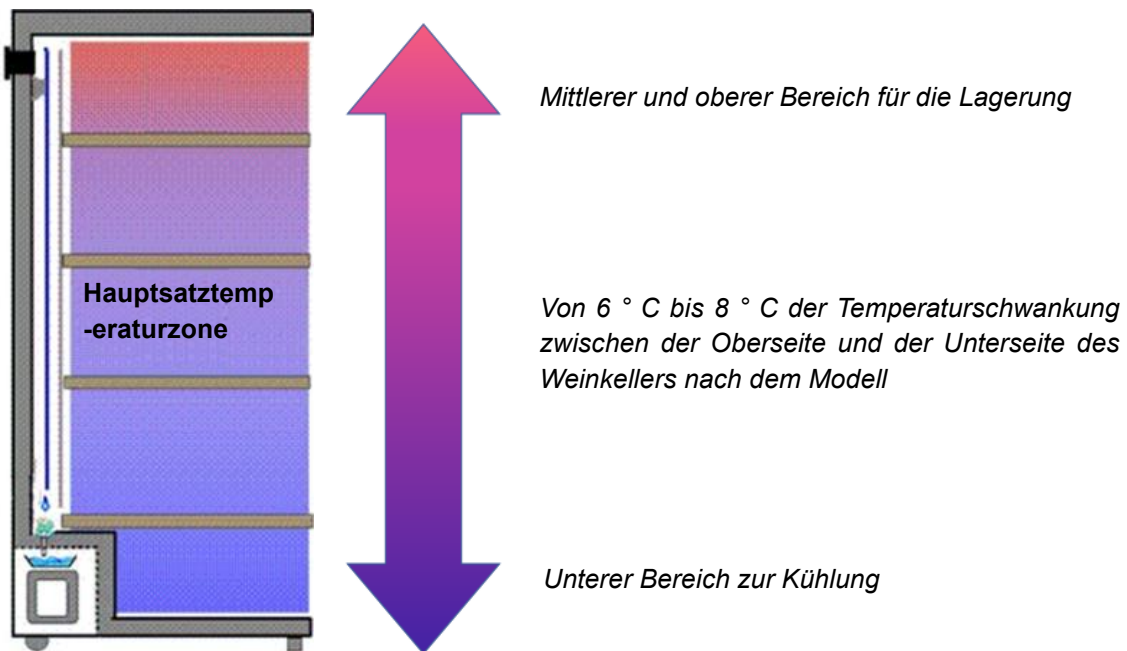 Mittlerer und oberer Bereich für die Lagerung
Hauptsatztemp
-eraturzone
Von 6 ° C bis 8 ° C der Temperaturschwankung
zwischen der Oberseite und der Unterseite des
Weinkellers nach dem Modell
Unterer Bereich zur Kühlung